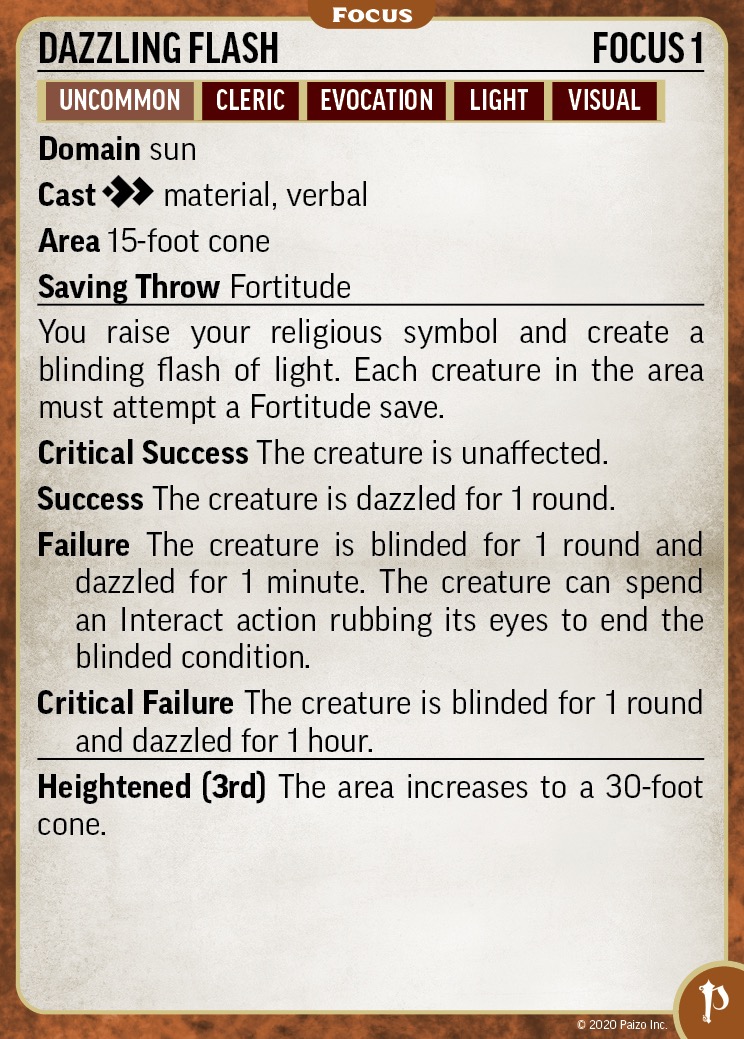 Focus
DAZZLING FLASH FOCUS 1
UNCOMMON CLERIC EVOCATION LIGHT VISUAL
Domain sun
Cast material, verbal
Area 15-foot cone
Saving Throw Fortitude
You raise your religious symbol and create a
blinding flash of light. Each creature in the area
must attempt a Fortitude save.
Critical Success The creature is unaffected.
Success The creature is dazzled for 1 round.
Failure The creature is blinded for 1 round and
dazzled for 1 minute. The creature can spend
an Interact action rubbing its eyes to end the
blinded condition.
Critical Failure The creature is blinded for 1 round
and dazzled for 1 hour.
Heightened (3rd) The area increases to a 30-foot
cone.
© 2020 Paizo Inc.
P